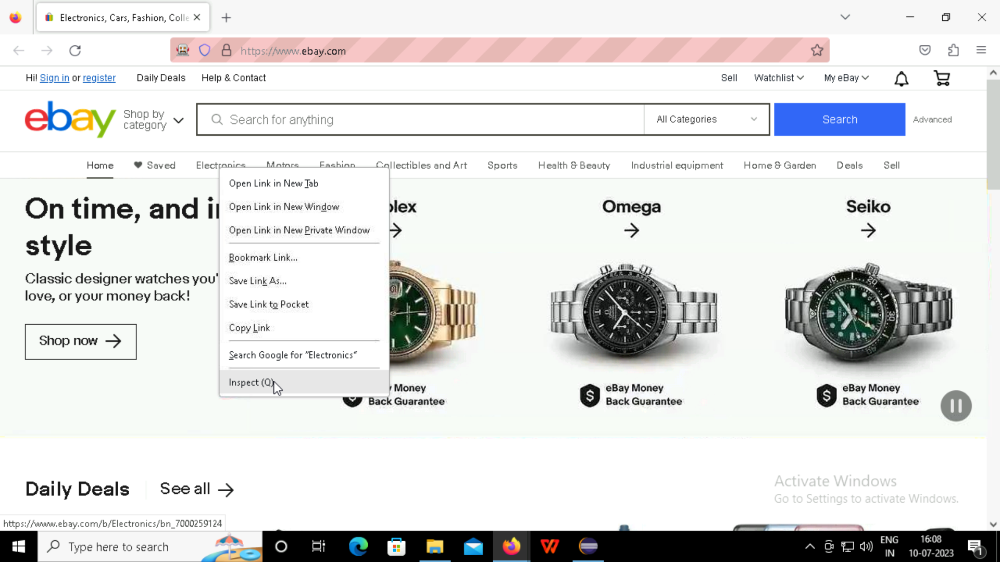 Electronics, Cars, Fashion, Colle
https://www.ebay.com
Hi! Sign in or register
Daily Deals
Help & Contact
Sell
Watchlist
My eBay
ebay
Shop by
category
Search for anything
All Categories
Search
Advanced
Home
Saved
Electronics
Motors
Fashion
Collectibles and Art
Sports
Health & Beauty
Industrial equipment
Home & Garden
Deals
Sell
On time, and in
style
Classic designer watches you'
love, or your money back!
Shop now
Open Link in New Tab
Open Link in New Window
Open Link in New Private Window
Bookmark Link...
Save Link As...
Save Link to Pocket
Copy Link
Search Google for "Electronics"
Inspect (Q)
olex
Omega
Seiko
Money
Back Guarantee
$ eBay Money
Back Guarantee
$ eBay Money
Back Guarantee
Daily Deals
See all
Activate Windows
Go to Settings to activate Windows.
https://www.ebay.com/b/Electronics/bn_7000259124
Type here to search
ENG
IN
16:08
10-07-2023
1